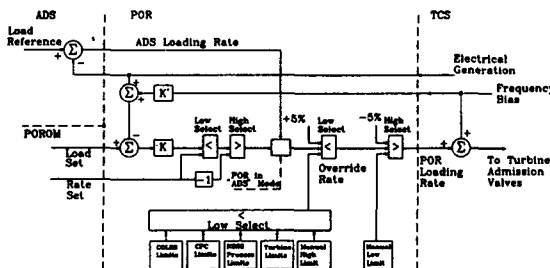 ADS
POR
TCS
Load
Reference
Σ
ADS Loading Rate
Electrical
Generation
Σ
K'
Frequency
Bias
POROM
Low
Select
High
Select
+5%
Low
Select
-5%
High
Select
Σ
K
<
>
<
>
Σ
Load
Set
Override
Rate
POR
Loading
Rate
To Turbine
Admission
Valves
Rate
Set
-1
POR in
ADS Mode
<
Low Select
COLSS
Limits
CPC
Limits
NSSS
Process
Limits
Turbine
Limits
Manual
High
Limit
Manual
Low
Limit